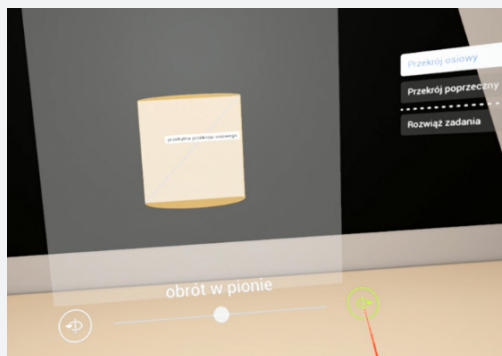 Przekrój osiowy
Przekrój poprzeczny
Rozwiąż zadania
przekątna przekroju osiowego
obrót w pionie